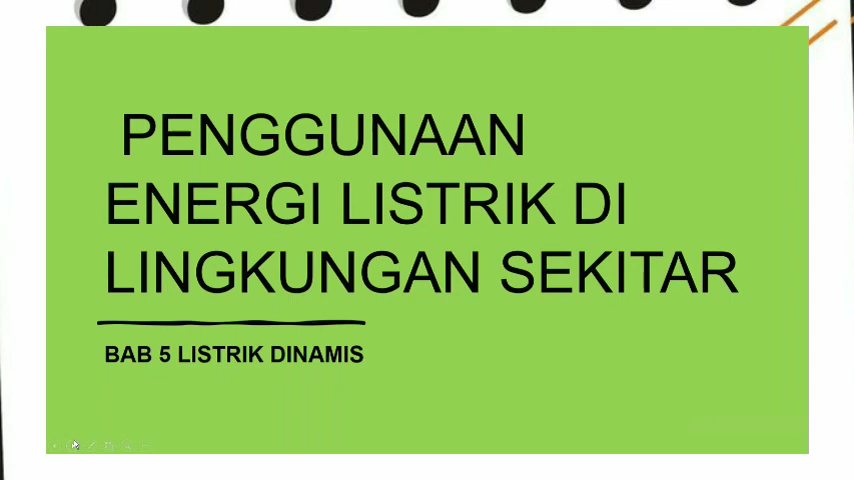 PENGGUNAAN
ENERGI LISTRIK DI
LINGKUNGAN SEKITAR
BAB 5 LISTRIK DINAMIS